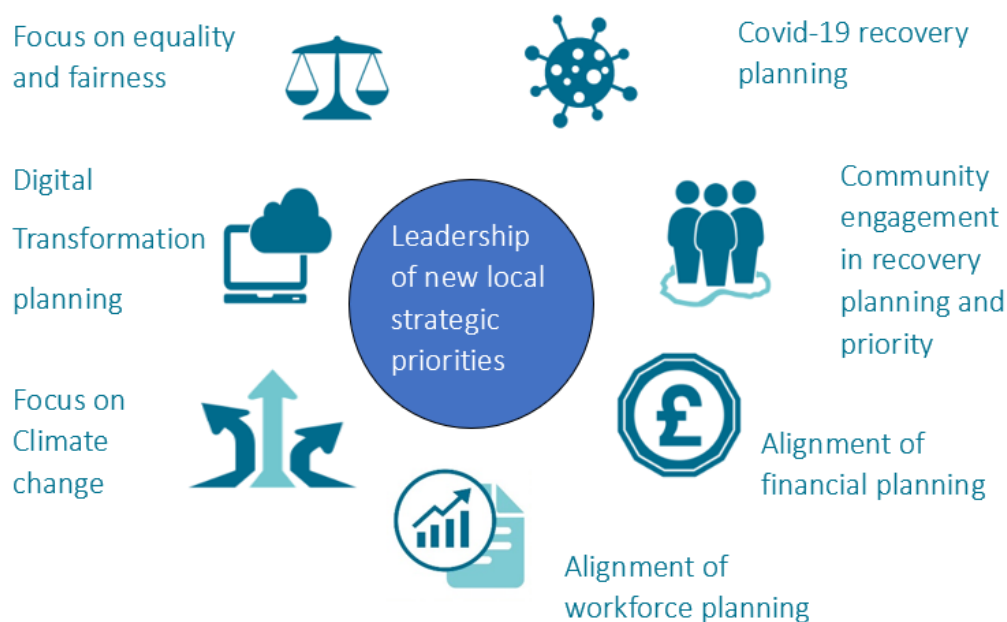 Focus on equality
and fairness
Covid-19 recovery
planning
Digital
Transformation
planning
Leadership
of new local
strategic
priorities
Community
engagement
in recovery
planning and
priority
Focus on
Climate
change
£
Alignment of
financial planning
Alignment of
workforce planning